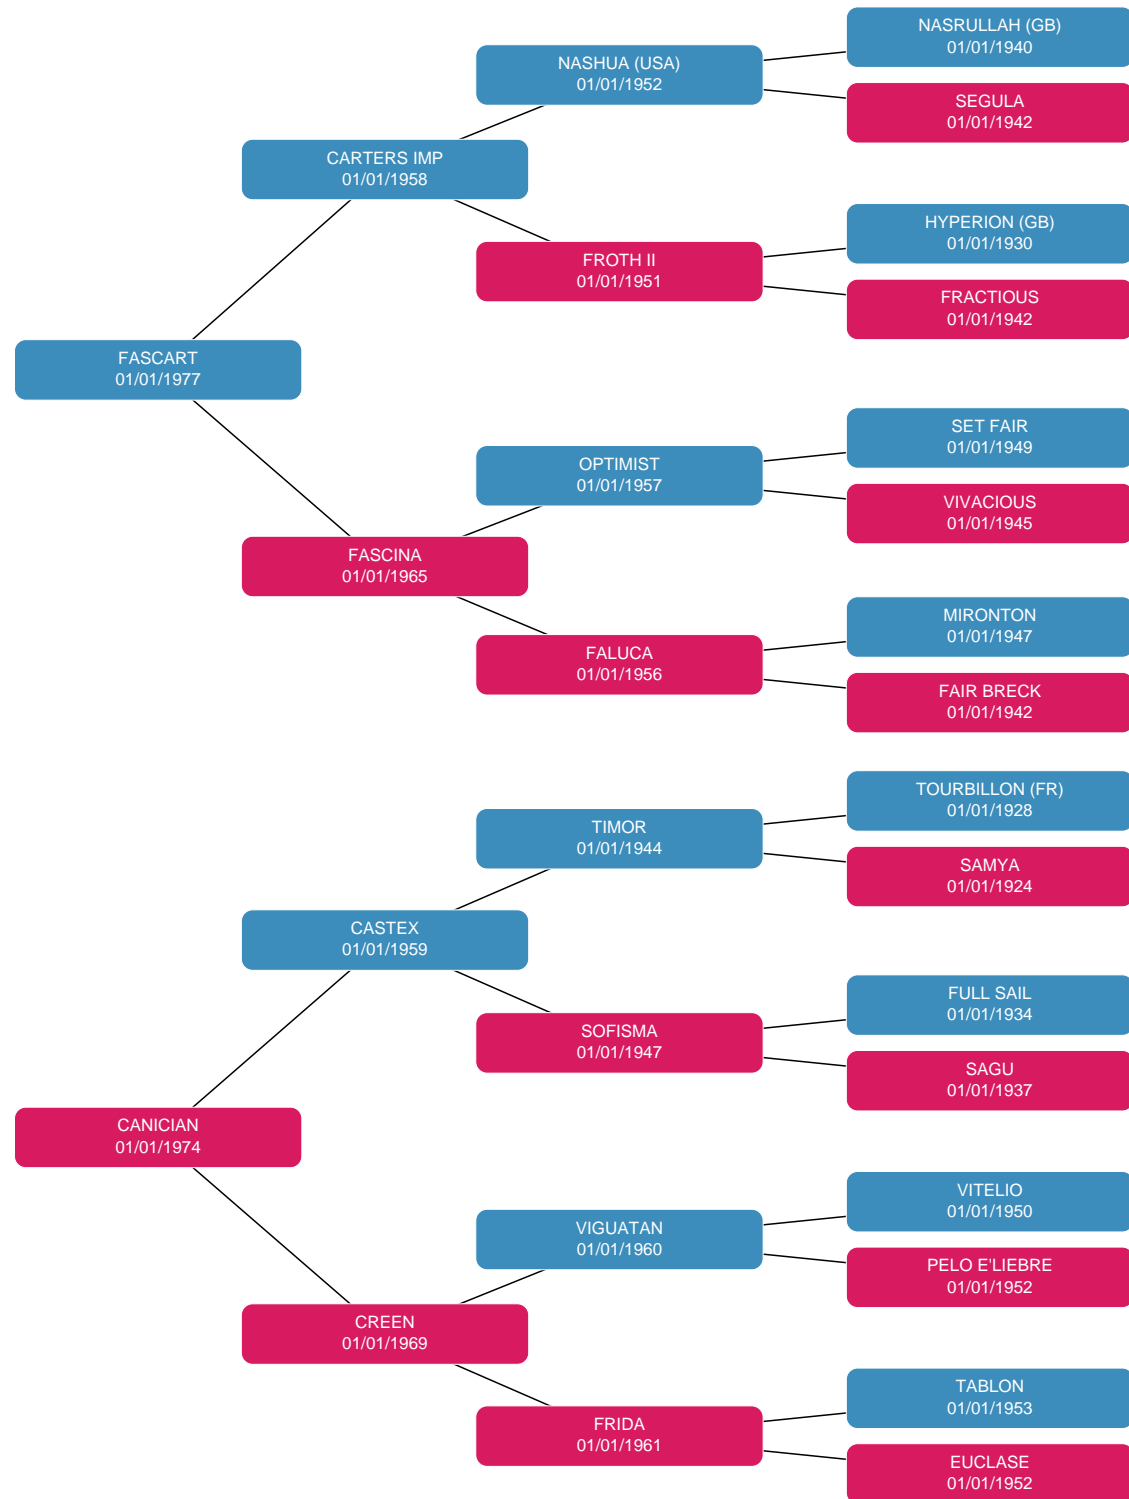 NASRULLAH (GB)
01/01/1940
NASHUA (USA)
01/01/1952
SEGULA
01/01/1942
CARTERS IMP
01/01/1958
HYPERION (GB)
01/01/1930
FROTH II
01/01/1951
FRACTIOUS
01/01/1942
FASCART
01/01/1977
SET FAIR
01/01/1949
OPTIMIST
01/01/1957
VIVACIOUS
01/01/1945
FASCINA
01/01/1965
MIRONTON
01/01/1947
FALUCA
01/01/1956
FAIR BRECK
01/01/1942
TOURBILLON (FR)
01/01/1928
TIMOR
01/01/1944
SAMYA
01/01/1924
CASTEX
01/01/1959
FULL SAIL
01/01/1934
SOFISMA
01/01/1947
SAGU
01/01/1937
CANICIAN
01/01/1974
VITELIO
01/01/1950
VIGUATAN
01/01/1960
PELO E'LIEBRE
01/01/1952
CREEN
01/01/1969
TABLON
01/01/1953
FRIDA
01/01/1961
EUCLASE
01/01/1952